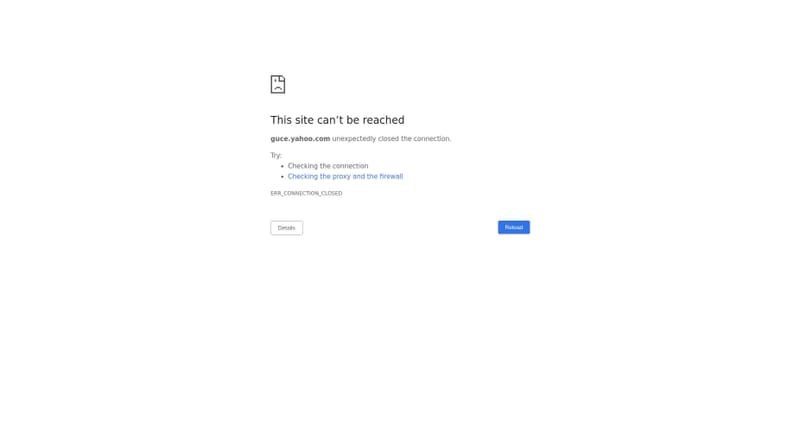 This site can’t be reached
guce.yahoo.com unexpectedly closed the connection.
Try:
• Checking the connection
• Checking the proxy and the firewall
ERR_CONNECTION_CLOSED
Details
Reload